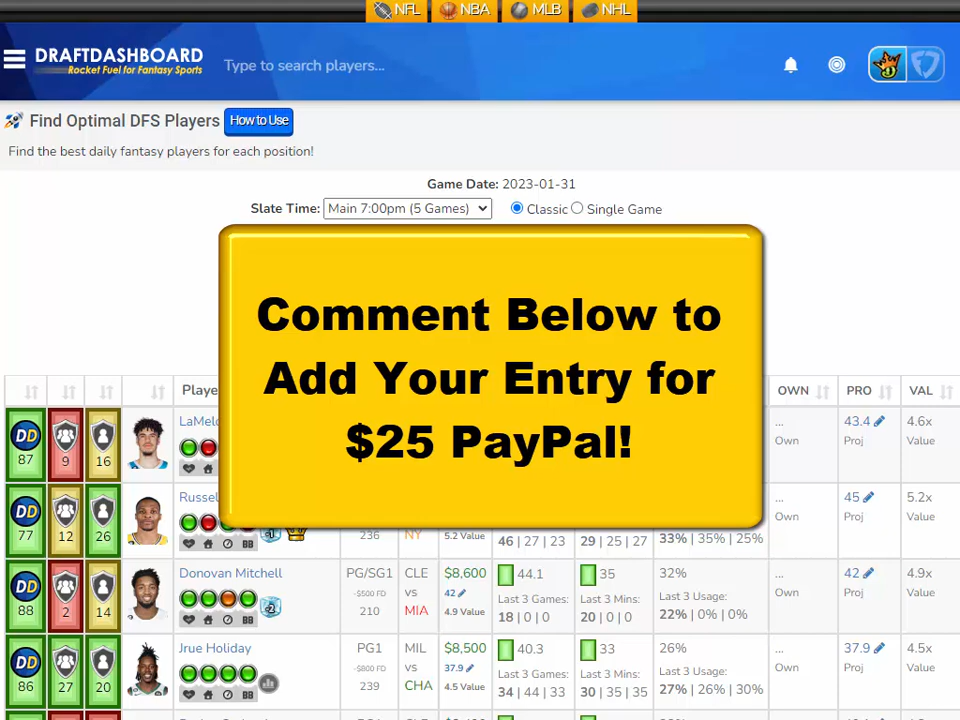 NFL NBA MLB NHL
DRAFTDASHBOARD
Rocket Fuel for Fantasy Sports
Type to search players...
Find Optimal DFS Players How to Use
Find the best daily fantasy players for each position!
Game Date: 2023-01-31
Slate Time: Main 7:00pm (5 Games) Classic Single Game
Comment Below to
Add Your Entry for
$25 PayPal!
OWN PRO VAL
DD 87 9 16 ... Own 43.4 Proj 4.6x Value
DD 77 12 26 Russel 236 NY 5.2 Value 46 | 27 | 23 29 | 25 | 27 33% | 35% | 25% ... Own 45 Proj 5.2x Value
DD 88 2 14 Donovan Mitchell BB PG/SG1 -$500 FD 210 CLE vs MIA $8,600 42 4.9 Value 44.1 Last 3 Games: 18 | 0 | 0 35 Last 3 Mins: 20 | 0 | 0 32% Last 3 Usage: 22% | 0% | 0% ... Own 42 Proj 4.9x Value
DD 86 27 20 Jrue Holiday BB PG1 -$800 FD 239 MIL vs CHA $8,500 37.9 4.5 Value 40.3 Last 3 Games: 34 | 44 | 33 33 Last 3 Mins: 30 | 35 | 35 26% Last 3 Usage: 27% | 26% | 30% ... Own 37.9 Proj 4.5x Value